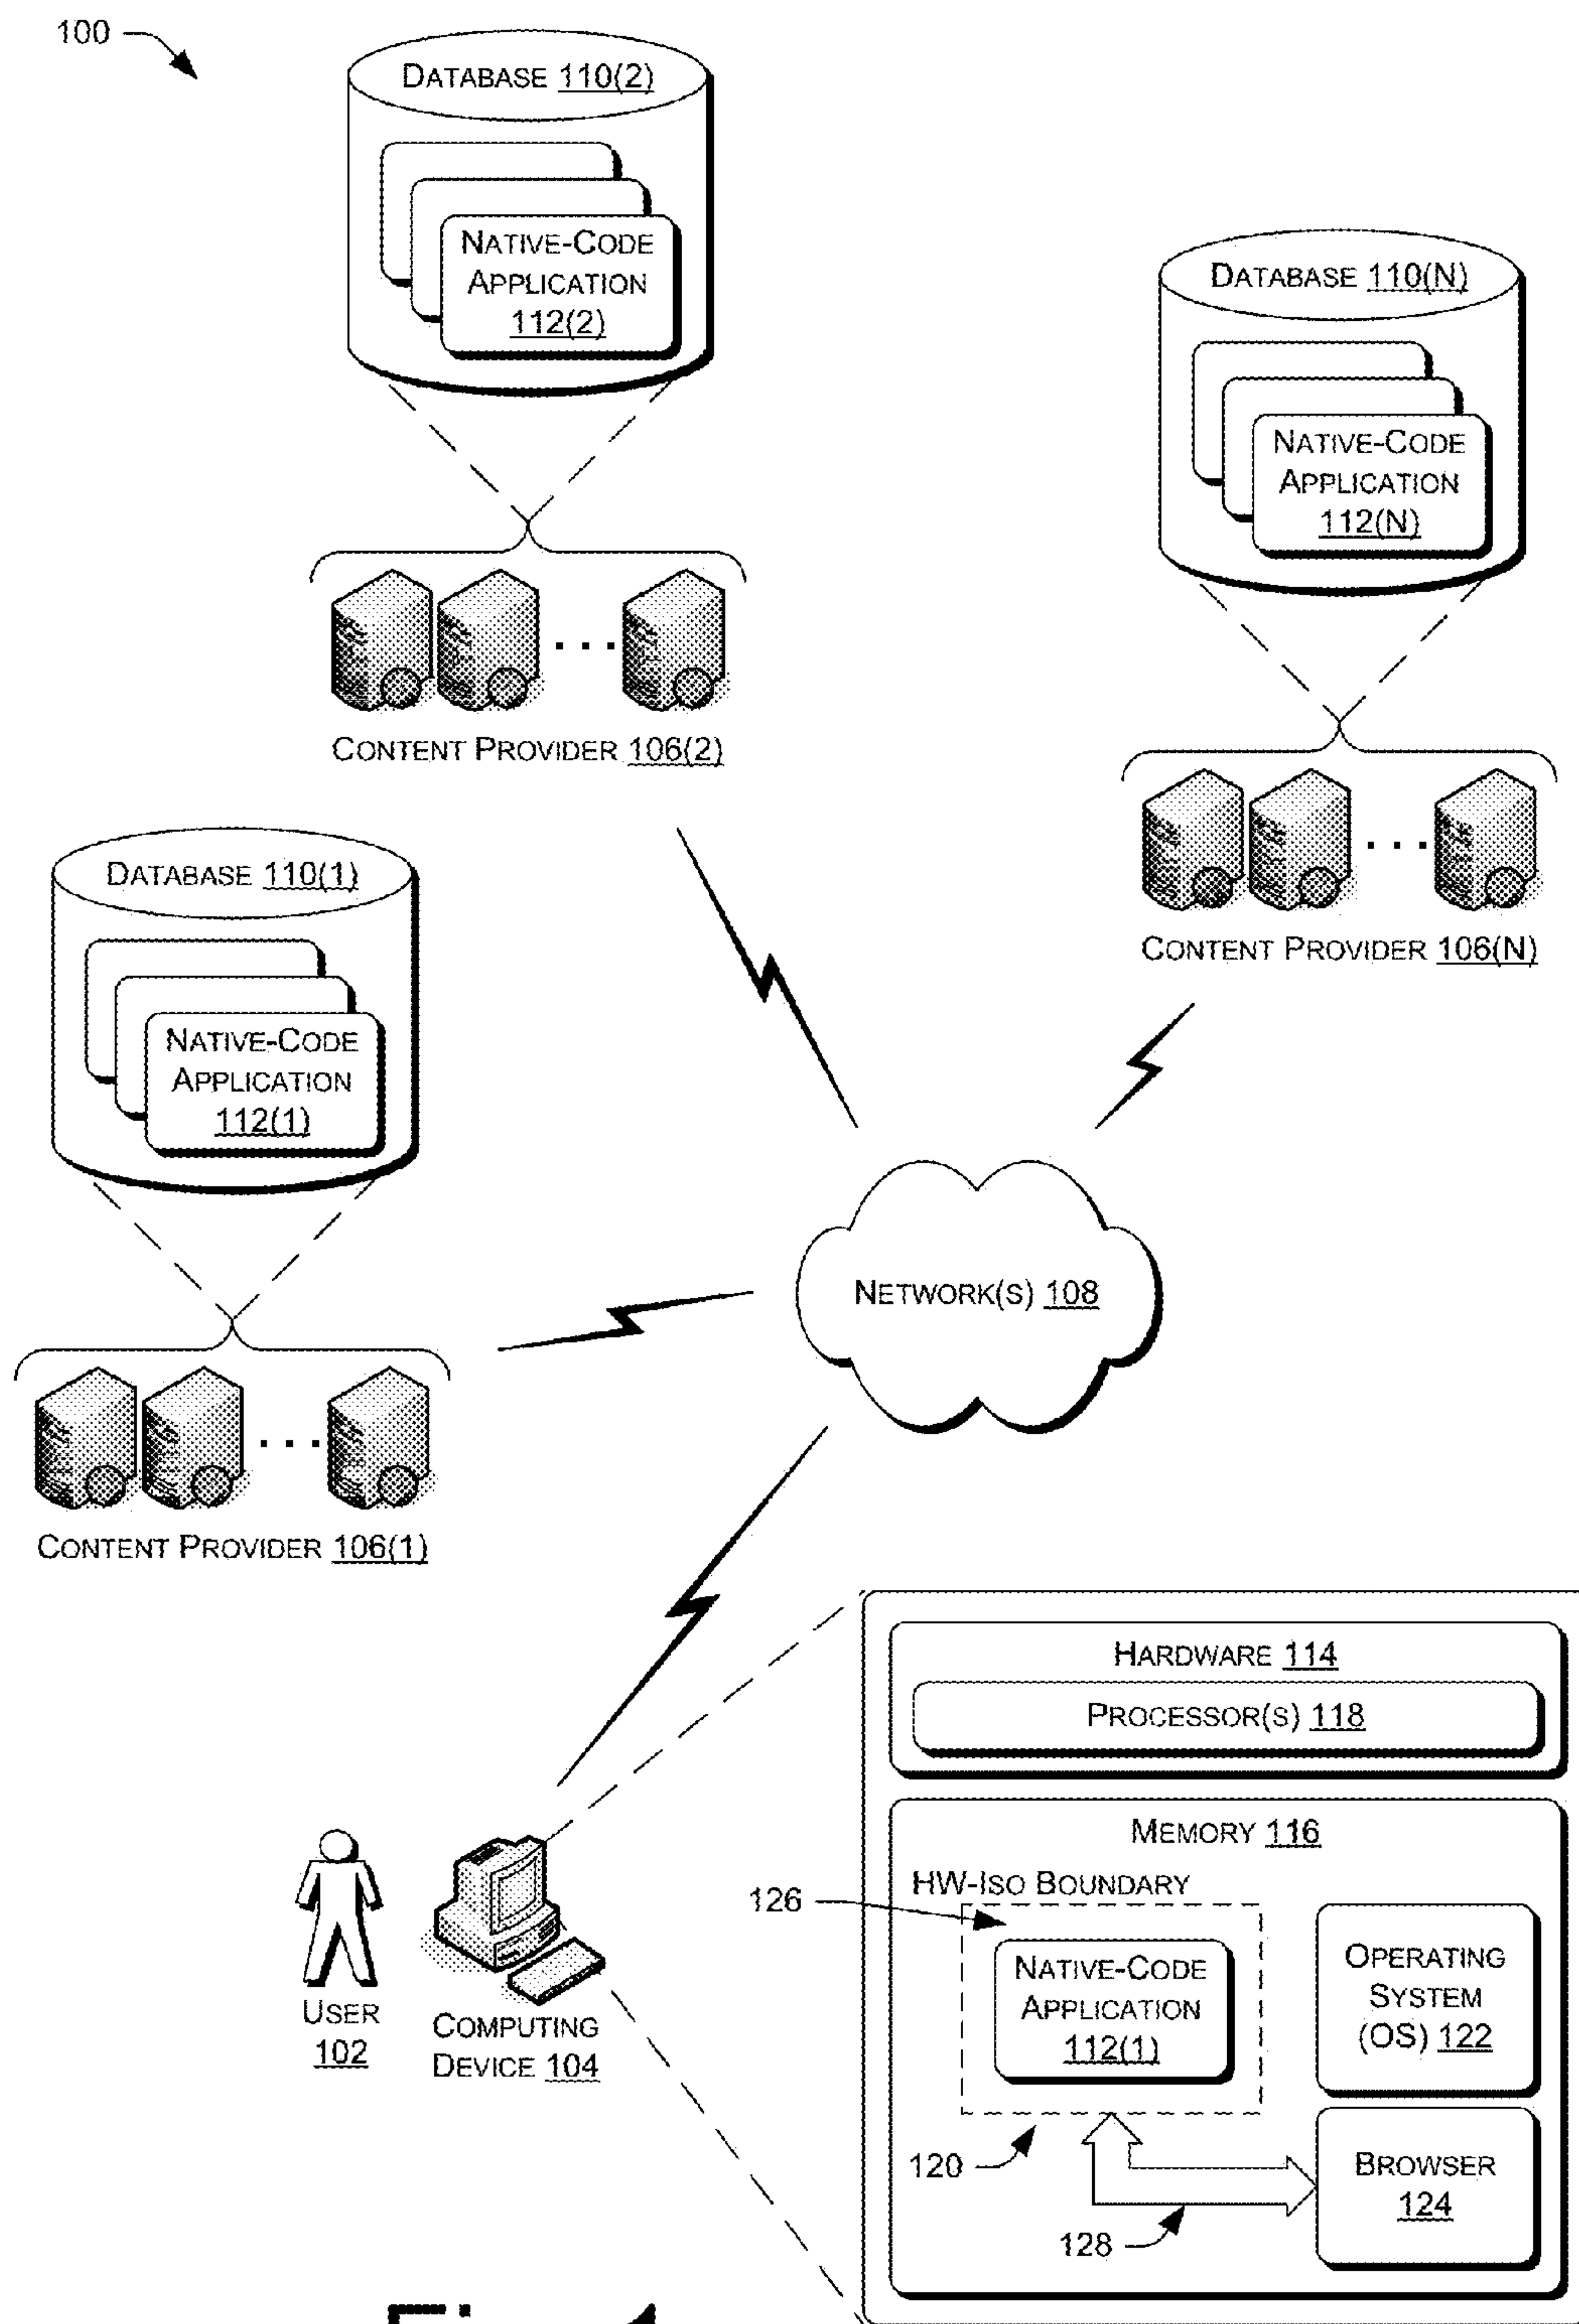 100
DATABASE 110(2)
NATIVE-CODE
APPLICATION
112(2)
CONTENT PROVIDER 106(2)
DATABASE 110(N)
NATIVE-CODE
APPLICATION
112(N)
CONTENT PROVIDER 106(N)
DATABASE 110(1)
NATIVE-CODE
APPLICATION
112(1)
CONTENT PROVIDER 106(1)
NETWORK(S) 108
USER
102
COMPUTING
DEVICE 104
HARDWARE 114
PROCESSOR(S) 118
MEMORY 116
HW-ISO BOUNDARY
126
NATIVE-CODE
APPLICATION
112(1)
120
OPERATING
SYSTEM
(OS) 122
BROWSER
124
128